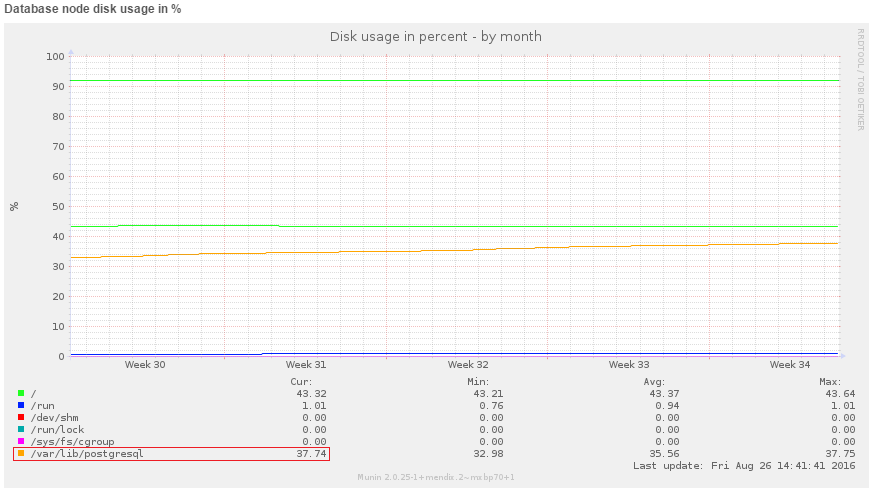 Database node disk usage in %
Disk usage in percent - by month
RRDTOOL / TOBI OETIKER
%
100
90
80
70
60
50
40
30
20
10
0
Week 30 Week 31 Week 32 Week 33 Week 34
Cur: Min: Avg: Max:
/ 43.32 43.21 43.37 43.64
/run 1.01 0.76 0.94 1.01
/dev/shm 0.00 0.00 0.00 0.00
/run/lock 0.00 0.00 0.00 0.00
/sys/fs/cgroup 0.00 0.00 0.00 0.00
/var/lib/postgresql 37.74 32.98 35.56 37.75
Last update: Fri Aug 26 14:41:41 2016
Munin 2.0.25-1+mendix.2~mxbp70+1